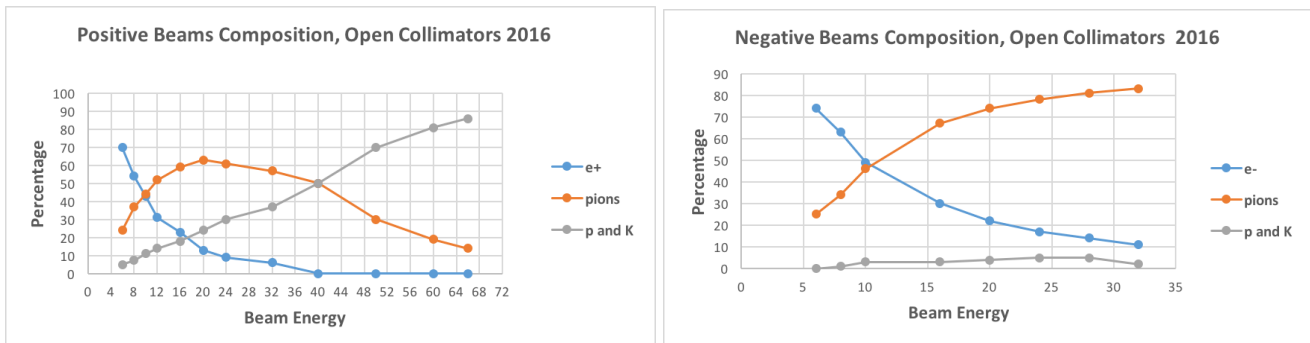 Positive Beams Composition, Open Collimators 2016
Percentage
100
90
80
70
60
50
40
30
20
10
0
0 4 8 12 16 20 24 28 32 36 40 44 48 52 56 60 64 68 72
Beam Energy
e+
pions
p and K
Negative Beams Composition, Open Collimators 2016
Percentage
90
80
70
60
50
40
30
20
10
0
0 5 10 15 20 25 30 35
Beam Energy
e-
pions
p and K